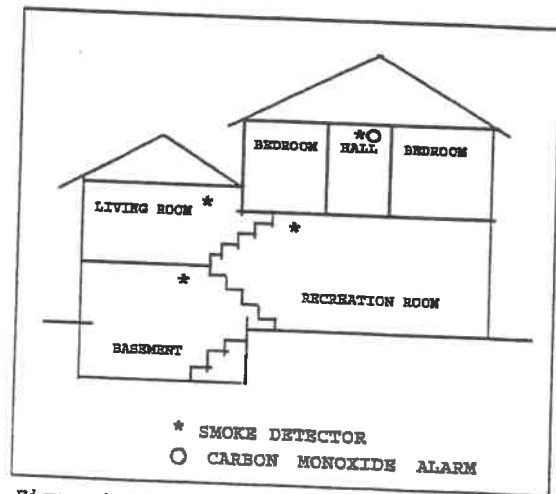 BEDROOM HALL BEDROOM
LIVING ROOM
RECREATION ROOM
BASEMENT
* SMOKE DETECTOR
O CARBON MONOXIDE ALARM